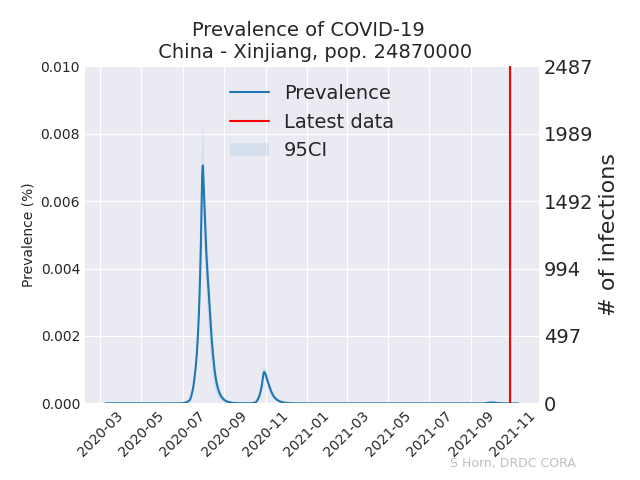 Prevalence of COVID-19
China - Xinjiang, pop. 24870000
Prevalence
Latest data
95CI
Prevalence (%)
0.010
0.008
0.006
0.004
0.002
0.000
2487
1989
1492
994
497
0
# of infections
2020-03
2020-05
2020-07
2020-09
2020-11
2021-01
2021-03
2021-05
2021-07
2021-09
2021-11
S Horn, DRDC CORA